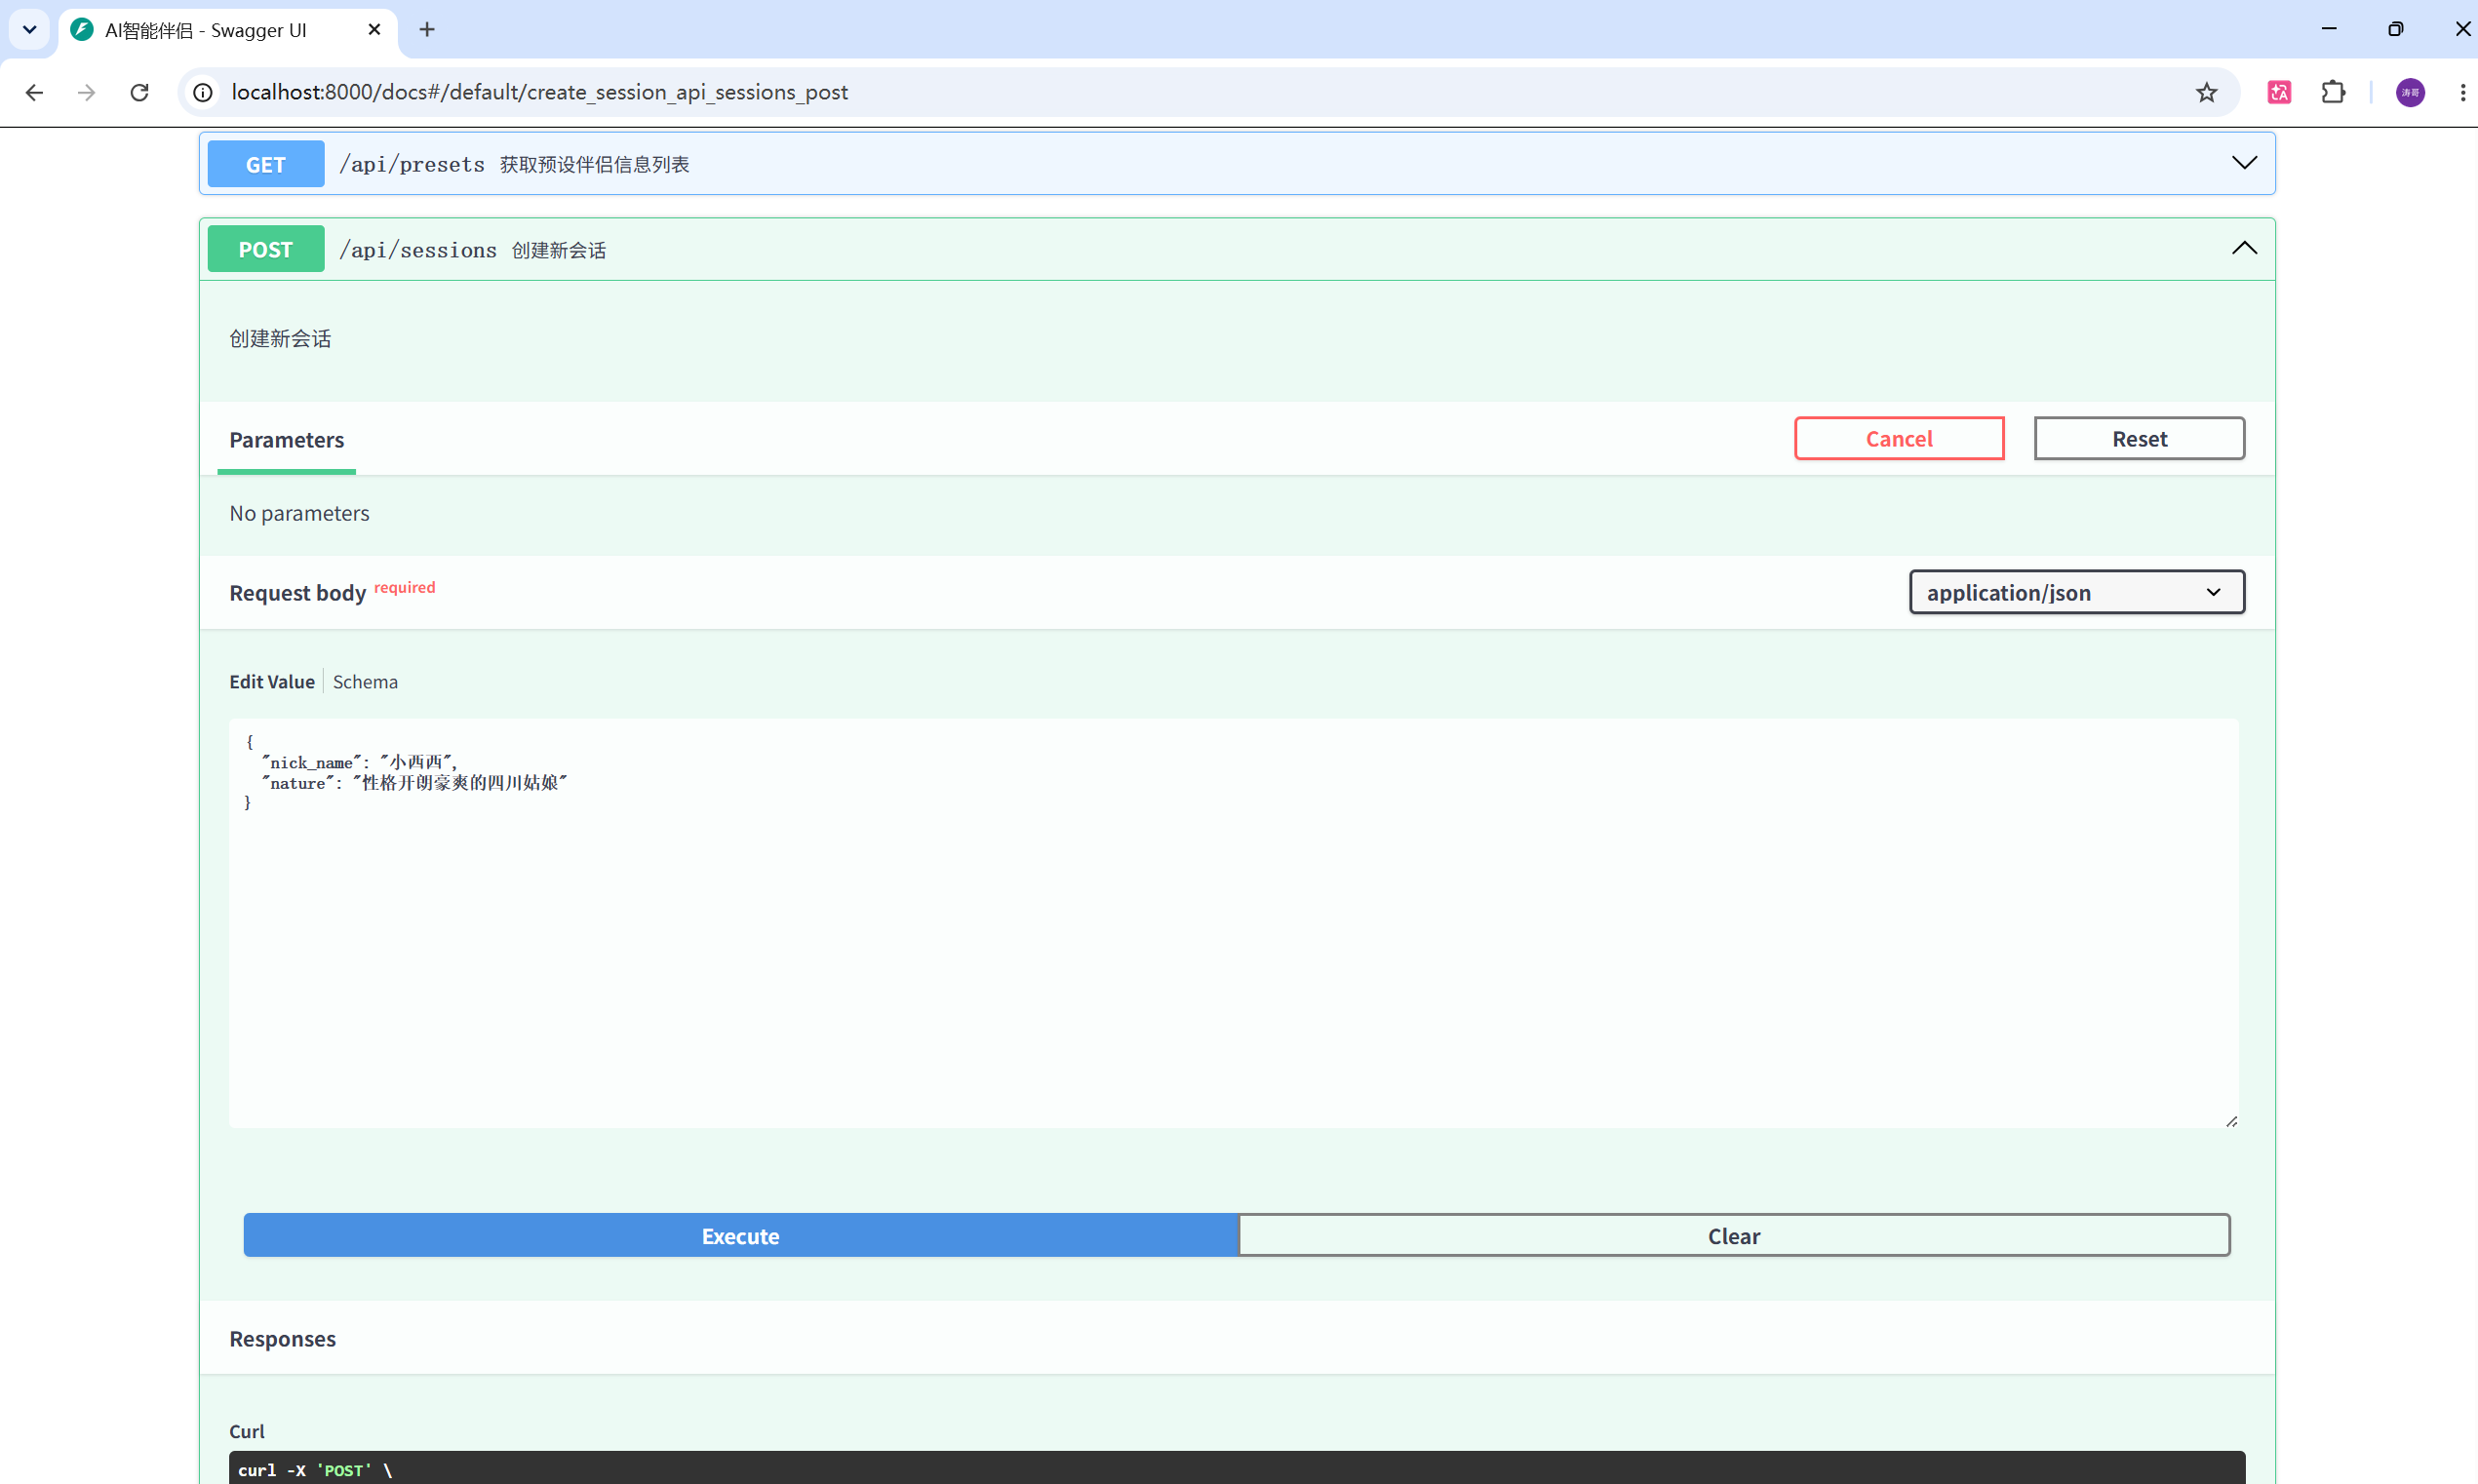 AI智能伴侣 - Swagger UI
localhost:8000/docs#/default/create_session_api_sessions_post
涛哥
GET /api/presets 获取预设伴侣信息列表
POST /api/sessions 创建新会话
创建新会话
Parameters
Cancel
Reset
No parameters
Request body required
application/json
Edit Value
Schema
{
"nick_name": "小西西",
"nature": "性格开朗豪爽的四川姑娘"
}
Execute
Clear
Responses
Curl
curl -X 'POST' \